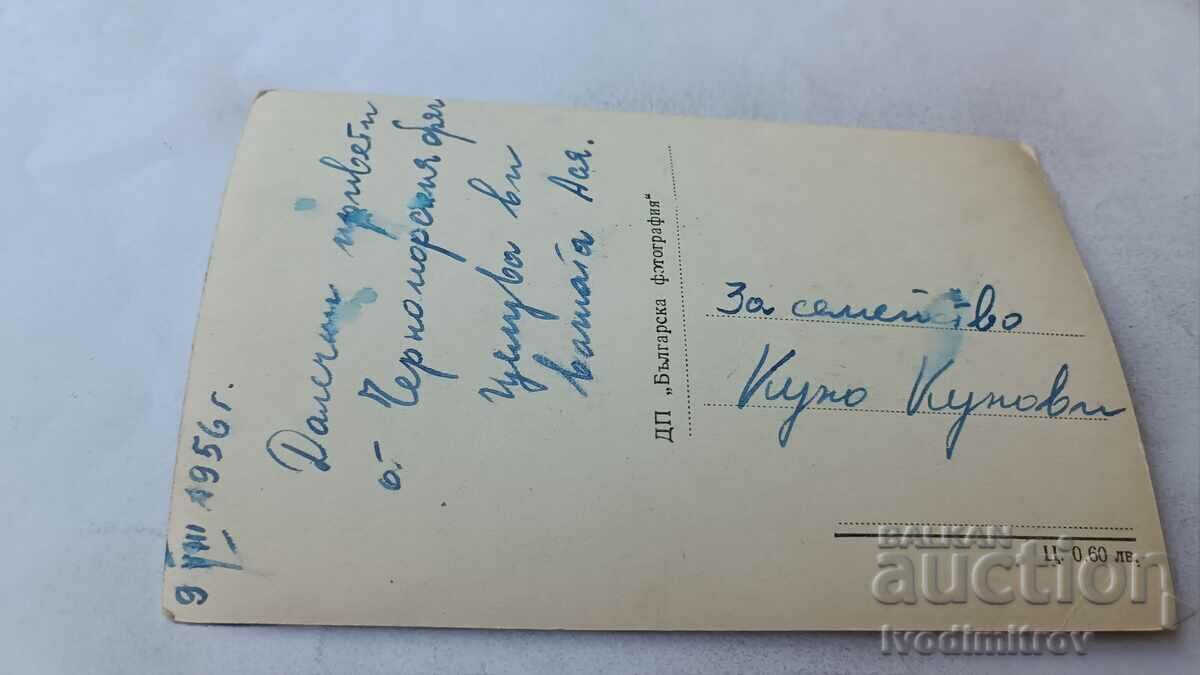 9 VIII 1956 г.
Далечни привети
от Черноморския бряг
Целува ви
вашата Ася.
ДП „Българска фотография“
За семейство
Куно Кунови
Ц. 0,60 лв.
BALKAN
auction
Ivodimitrov